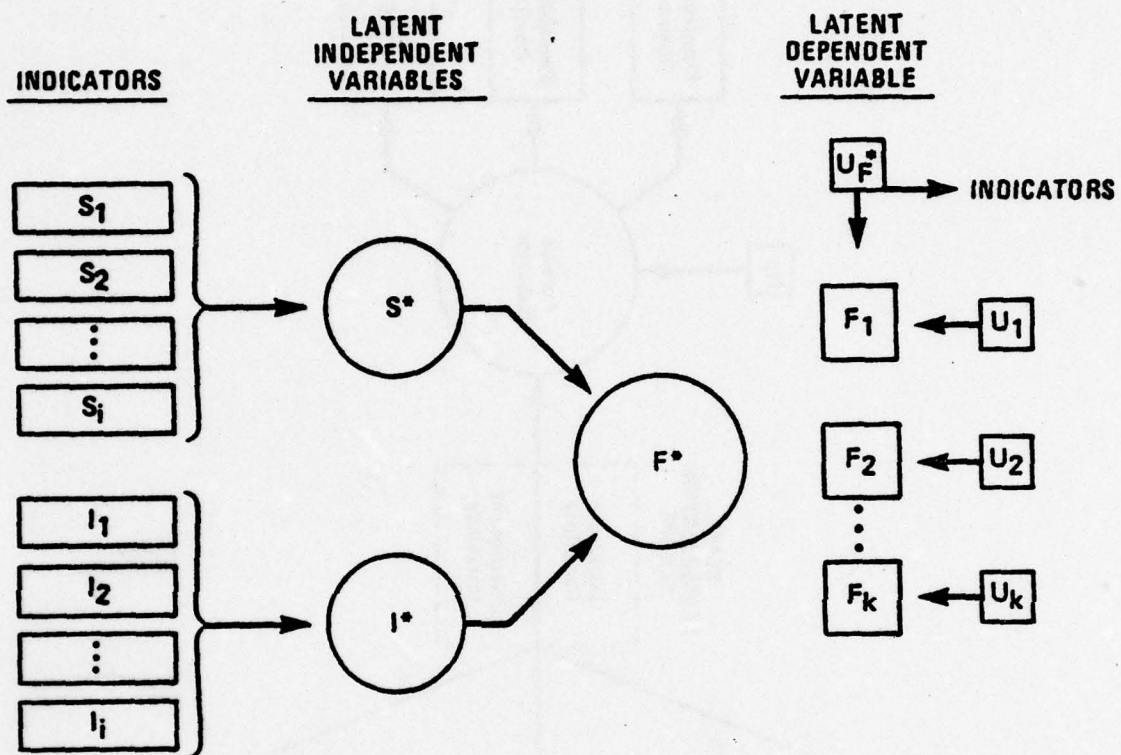 INDICATORS
LATENT
INDEPENDENT
VARIABLES
LATENT
DEPENDENT
VARIABLE
S1
S2
⋮
Si
I1
I2
⋮
Ii
S*
I*
F*
UF*
INDICATORS
F1
U1
F2
U2
⋮
Fk
Uk